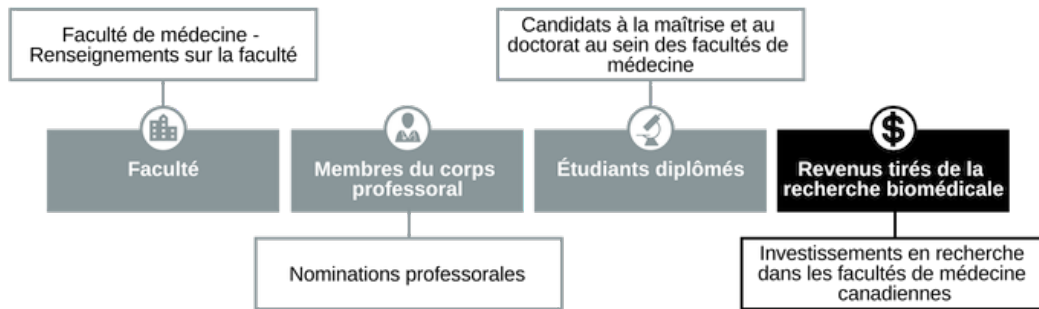 Faculté de médecine -
Renseignements sur la faculté
Candidats à la maîtrise et au
doctorat au sein des facultés de
médecine
Faculté
Membres du corps
professoral
Étudiants diplômés
$
Revenus tirés de la
recherche biomédicale
Nominations professorales
Investissements en recherche
dans les facultés de médecine
canadiennes